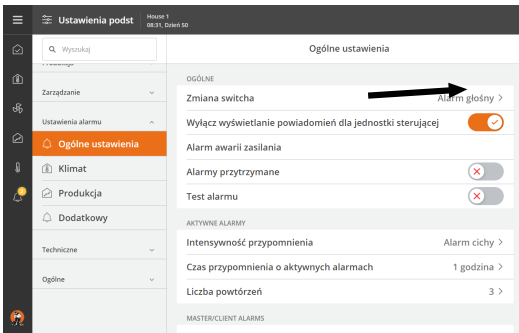 Ustawienia podst
House 1
08:31, Dzień 50
Wyszukaj
Ogólne ustawienia
Zarządzanie
Ustawienia alarmu
Ogólne ustawienia
Klimat
Produkcja
Dodatkowy
Techniczne
Ogólne
OGÓLNE
Zmiana switcha
Alarm głośny
Wyłącz wyświetlanie powiadomień dla jednostki sterującej
Alarm awarii zasilania
Alarmy przytrzymane
Test alarmu
AKTYWNE ALARMY
Intensywność przypomnienia
Alarm cichy
Czas przypomnienia o aktywnych alarmach
1 godzina
Liczba powtórzeń
3
MASTER/CLIENT ALARMS